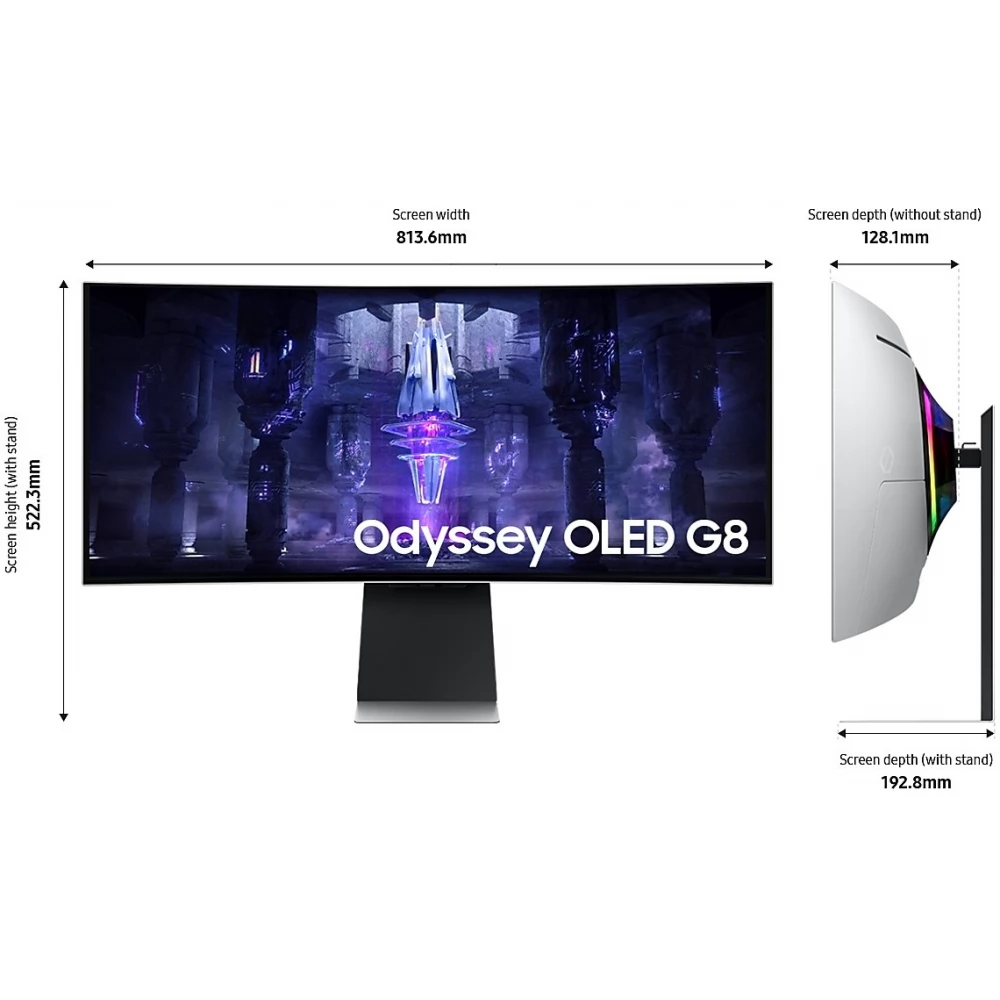 Screen width
813.6mm
Screen depth (without stand)
128.1mm
Screen height (with stand)
522.3mm
Odyssey OLED G8
Screen depth (with stand)
192.8mm